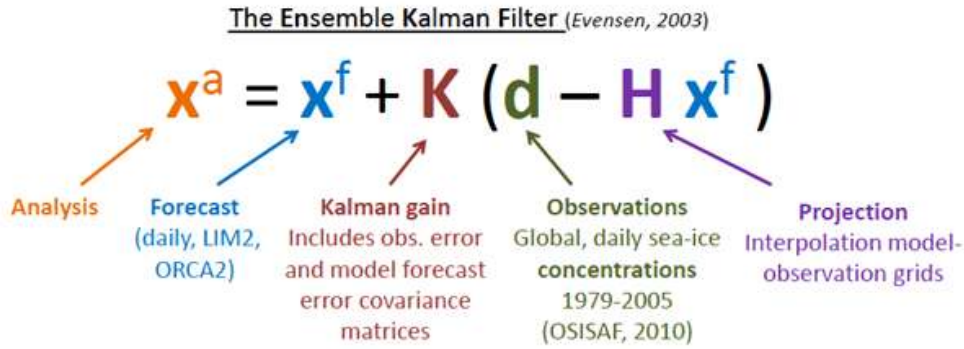 The Ensemble Kalman Filter (Evensen, 2003)
xᵃ = xᶠ + K (d − H xᶠ)
Analysis
Forecast
(daily, LIM2,
ORCA2)
Kalman gain
Includes obs. error
and model forecast
error covariance
matrices
Observations
Global, daily sea-ice
concentrations
1979-2005
(OSISAF, 2010)
Projection
Interpolation model-
observation grids